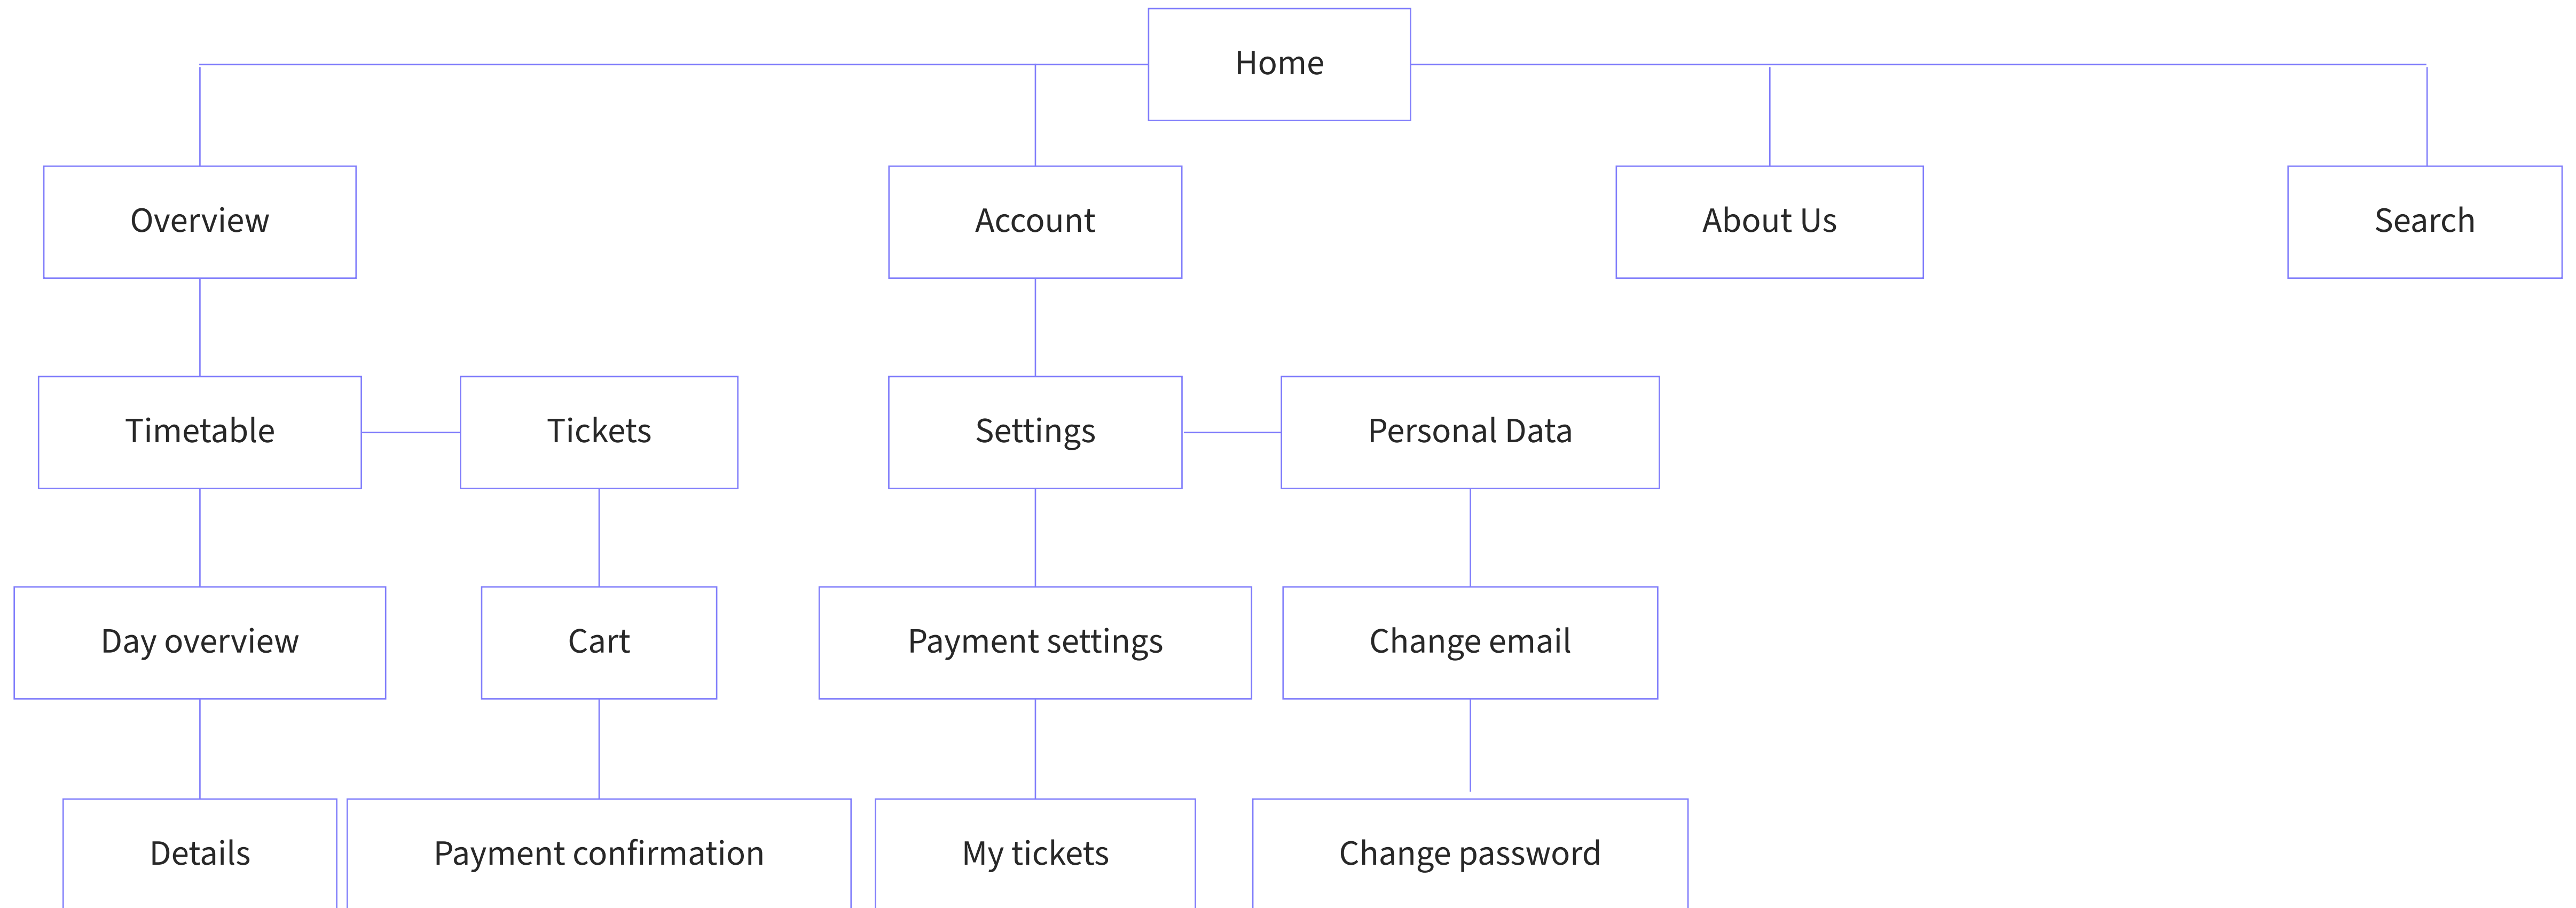 Home
Overview
Account
About Us
Search
Timetable
Tickets
Settings
Personal Data
Day overview
Cart
Payment settings
Change email
Details
Payment confirmation
My tickets
Change password